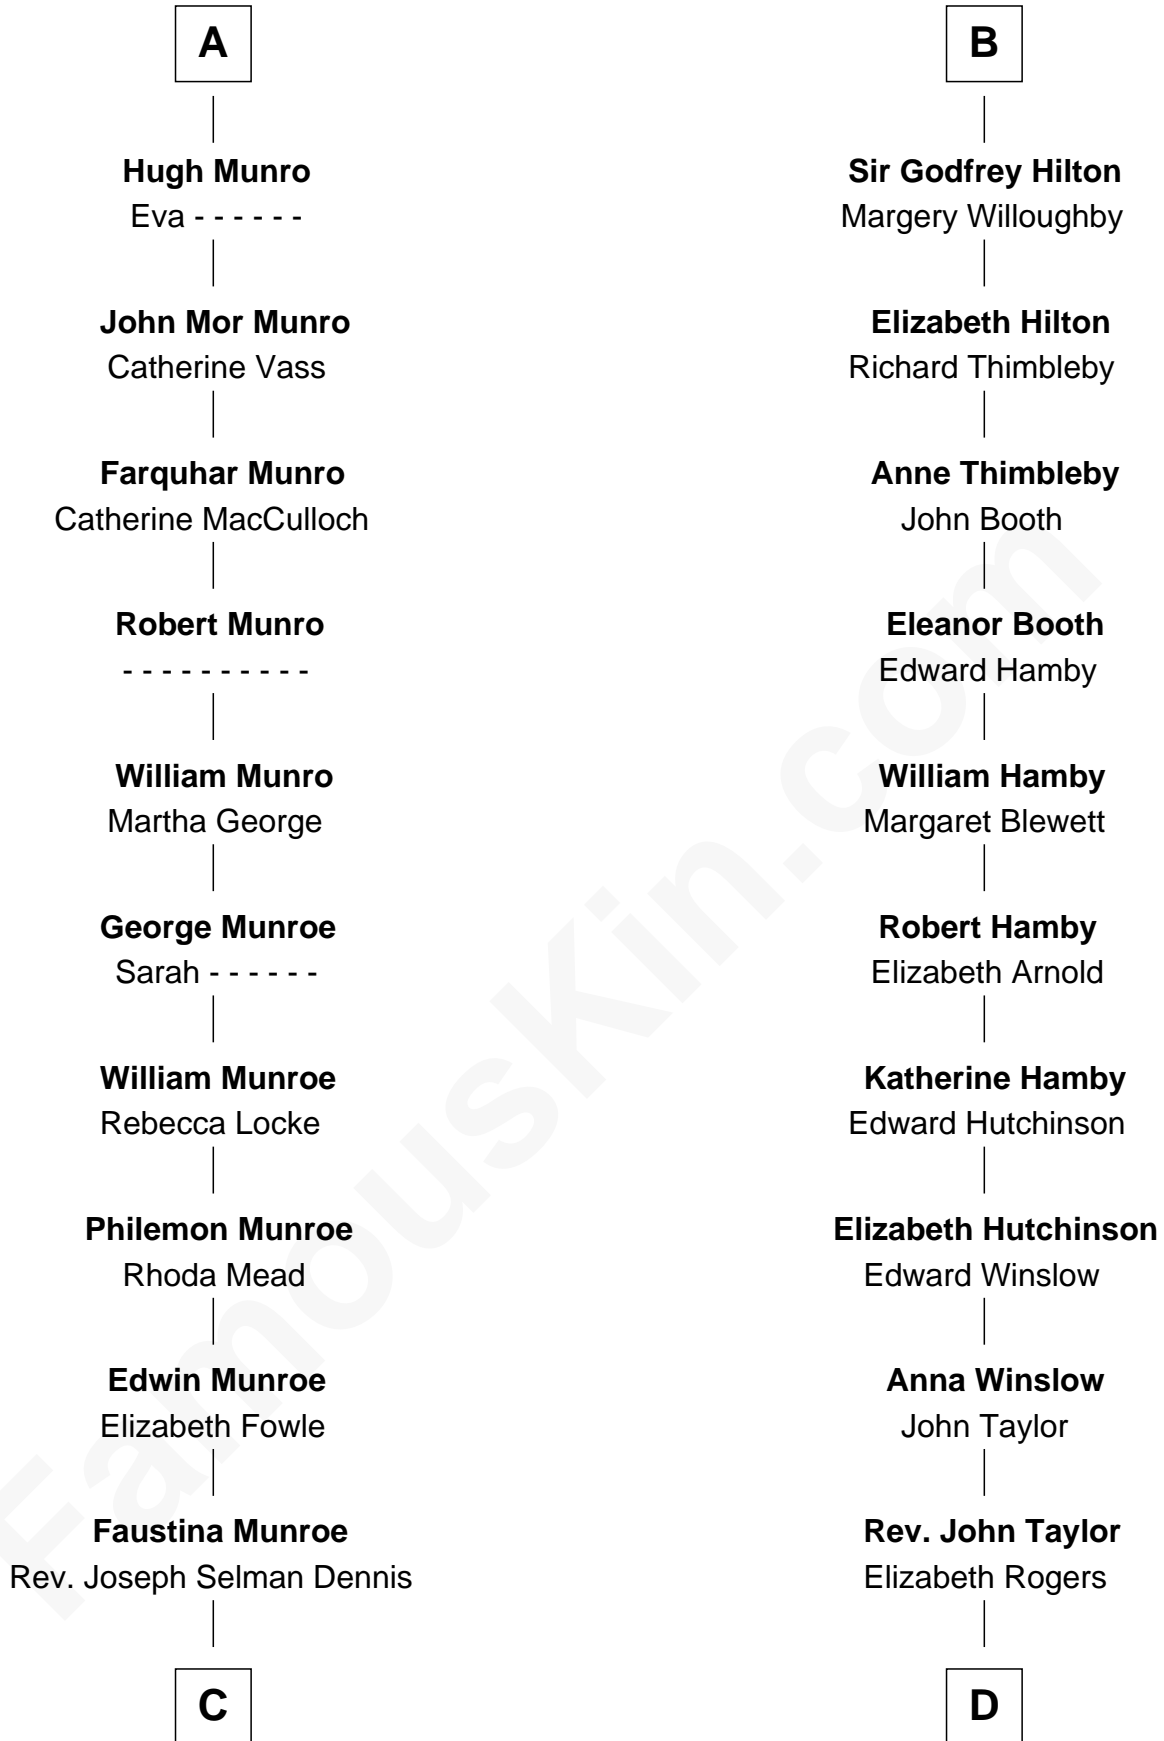 A
Hugh Munro
Eva - - - - - -
John Mor Munro
Catherine Vass
Farquhar Munro
Catherine MacCulloch
Robert Munro
- - - - - - - - - -
William Munro
Martha George
George Munroe
Sarah - - - - - -
William Munroe
Rebecca Locke
Philemon Munroe
Rhoda Mead
Edwin Munroe
Elizabeth Fowle
Faustina Munroe
Rev. Joseph Selman Dennis
C
B
Sir Godfrey Hilton
Margery Willoughby
Elizabeth Hilton
Richard Thimbleby
Anne Thimbleby
John Booth
Eleanor Booth
Edward Hamby
William Hamby
Margaret Blewett
Robert Hamby
Elizabeth Arnold
Katherine Hamby
Edward Hutchinson
Elizabeth Hutchinson
Edward Winslow
Anna Winslow
John Taylor
Rev. John Taylor
Elizabeth Rogers
D
FamousKin.com